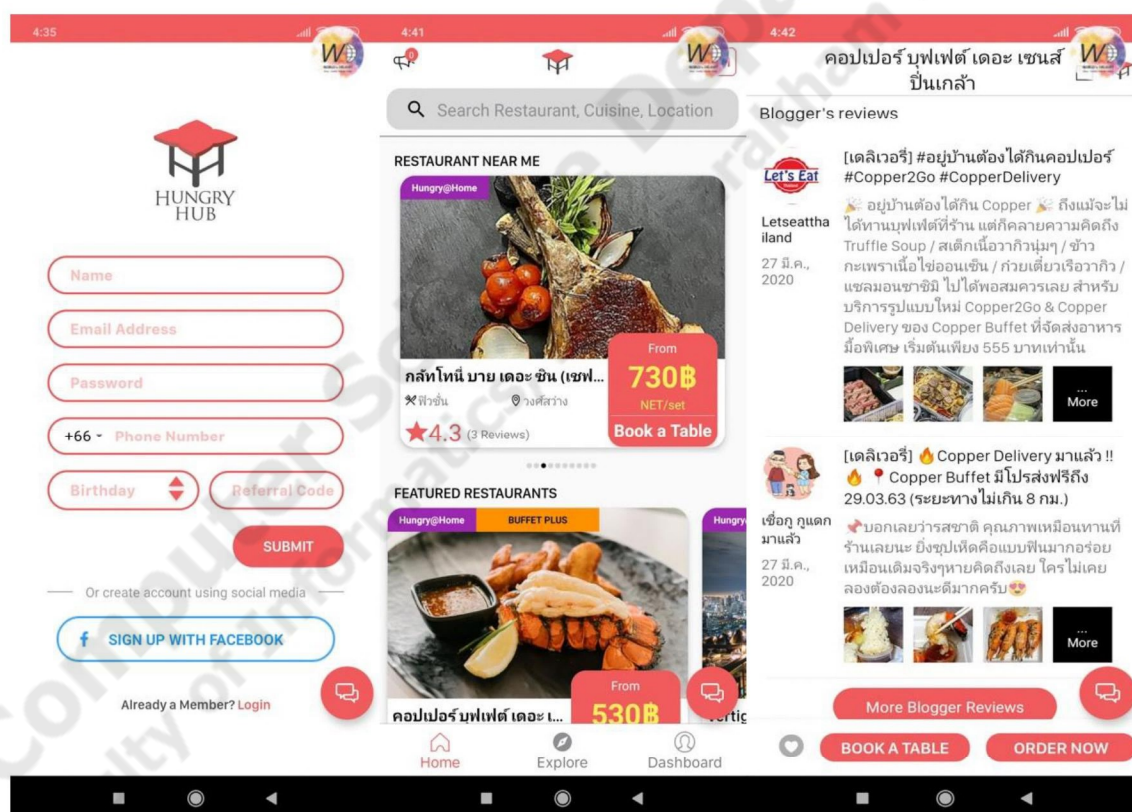 4:35
HUNGRY
HUB
Name
Email Address
Password
+66 Phone Number
Birthday
Referral Code
SUBMIT
Or create account using social media
f SIGN UP WITH FACEBOOK
Already a Member? Login
4:41
0
Search Restaurant, Cuisine, Location
RESTAURANT NEAR ME
Hungry@Home
From
730฿
NET/set
Book a Table
กลัทโทนี่ บาย เดอะ ชิน (เชฟ...
ฟิวชั่น
วงศ์สว่าง
4.3 (3 Reviews)
FEATURED RESTAURANTS
Hungry@Home
BUFFET PLUS
Hungry
From
530฿
คอปเปอร์ บุฟเฟต์ เดอะ เ...
Vertig
Home
Explore
Dashboard
4:42
คอปเปอร์ บุฟเฟต์ เดอะ เซนส์
ปิ่นเกล้า
Blogger's reviews
Let's Eat
Letseattha
iland
27 มี.ค.,
2020
[เดลิเวอรี่] #อยู่บ้านต้องได้กินคอปเปอร์
#Copper2Go #CopperDelivery
🎉 อยู่บ้านต้องได้กิน Copper 🎉 ถึงแม้จะไม่
ได้ทานบุฟเฟ่ต์ที่ร้าน แต่ก็คลายความคิดถึง
Truffle Soup / สเต็กเนื้อวากิวนุ่มๆ / ข้าว
กะเพราเนื้อไข่ออนเซ็น / ก๋วยเตี๋ยวเรือวากิว /
แซลมอนซาชิมิ ไปได้พอสมควรเลย สำหรับ
บริการรูปแบบใหม่ Copper2Go & Copper
Delivery ของ Copper Buffet ที่จัดส่งอาหาร
มื้อพิเศษ เริ่มต้นเพียง 555 บาทเท่านั้น
...
More
เชื่อกู กูแดก
มาแล้ว
27 มี.ค.,
2020
[เดลิเวอรี่] 🔥 Copper Delivery มาแล้ว !!
🔥 📍 Copper Buffet มีโปรส่งฟรีถึง
29.03.63 (ระยะทางไม่เกิน 8 กม.)
📌บอกเลยว่ารสชาติ คุณภาพเหมือนทานที่
ร้านเลยนะ ยิ่งซุปเห็ดคือแบบฟินมากอร่อย
เหมือนเดิมจริงๆหายคิดถึงเลย ใครไม่เคย
ลองต้องลองนะดีมากครับ😍
...
More
More Blogger Reviews
BOOK A TABLE
ORDER NOW